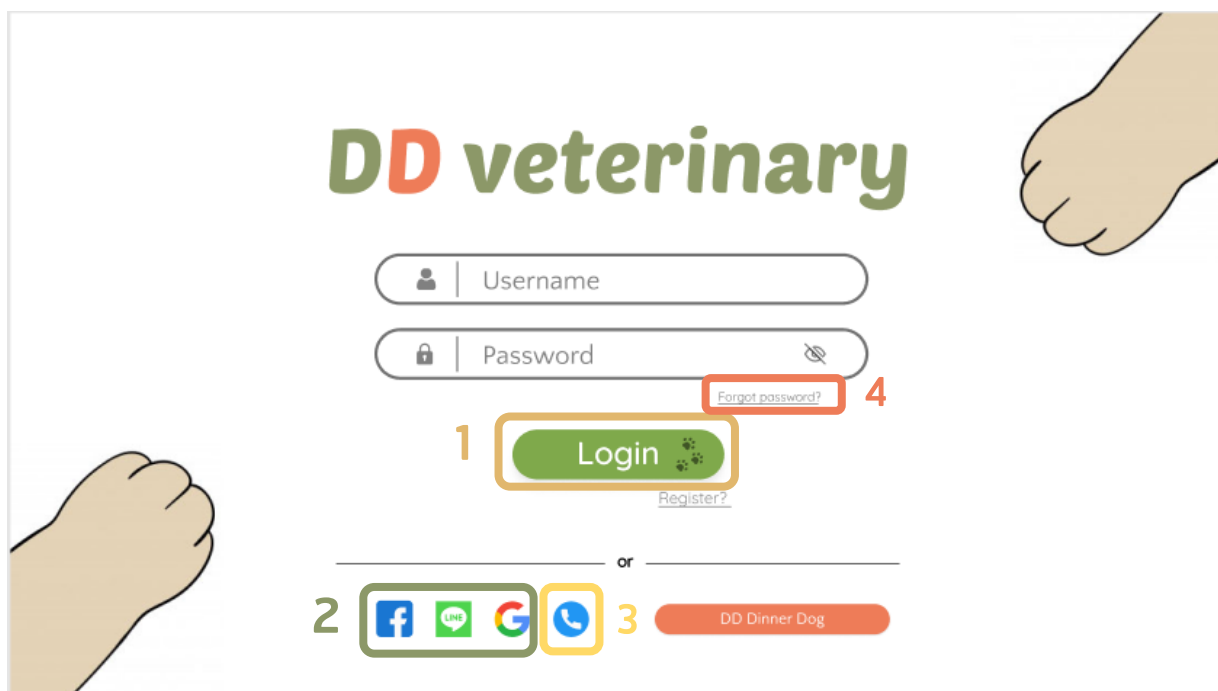 DD veterinary
Username
Password
Forgot password?
4
1
Login
Register?
or
2
LINE
3
DD Dinner Dog